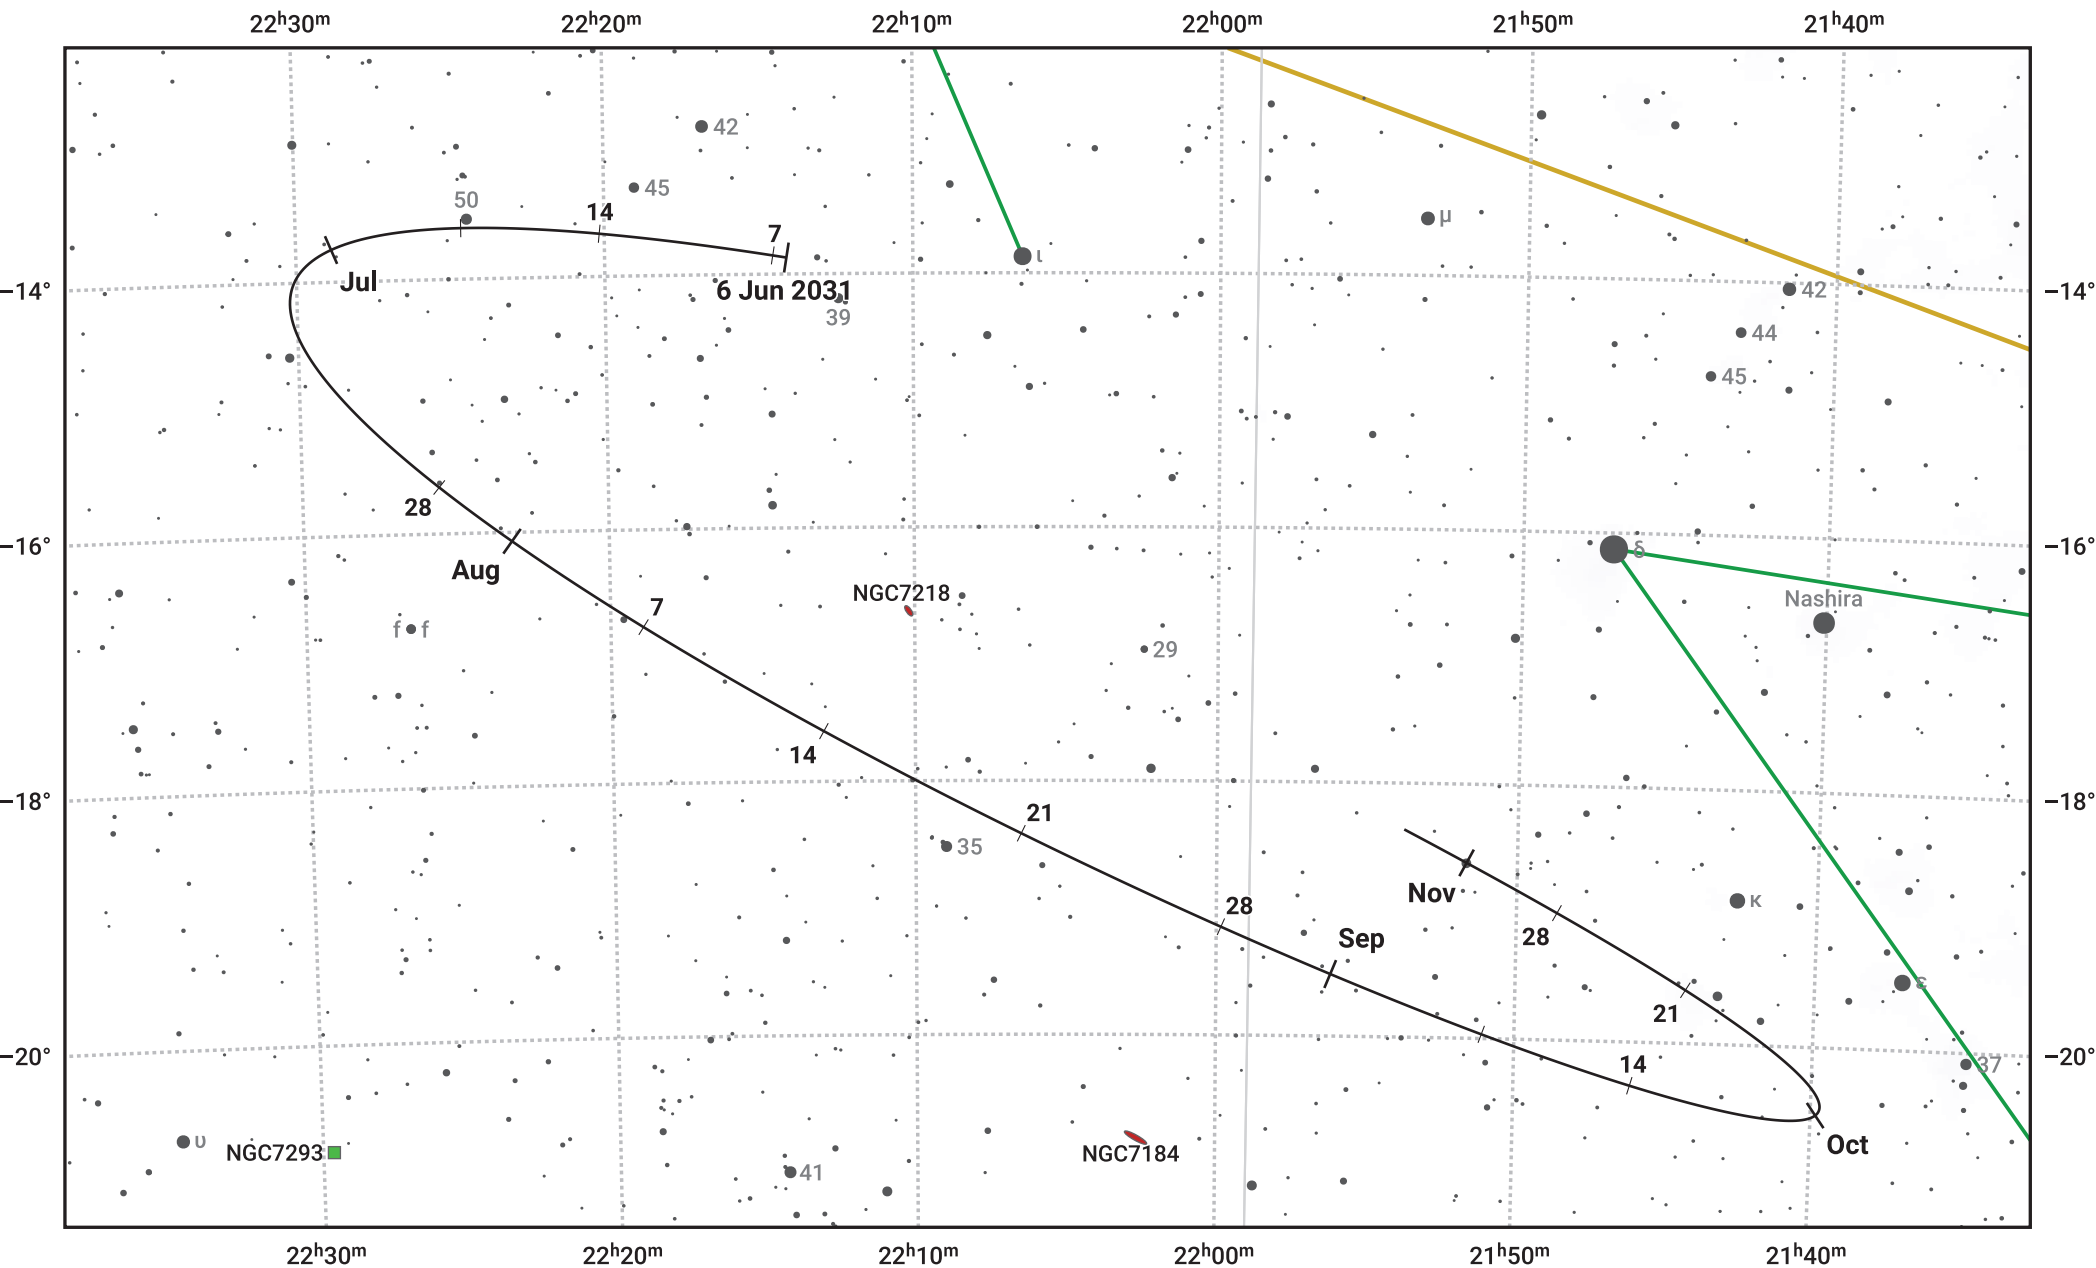 22ʰ30ᵐ 22ʰ20ᵐ 22ʰ10ᵐ 22ʰ00ᵐ 21ʰ50ᵐ 21ʰ40ᵐ
42
45
50
14
7
μ
ι
Jul
6 Jun 2031
39
−14° −14°
42
44
45
28
−16° −16°
δ
Aug
NGC7218
Nashira
7
f f
29
14
−18° −18°
21
35
Nov
κ
28
28
Sep
ε
21
−20° −20°
14
37
υ
NGC7293
41
NGC7184
Oct
22ʰ30ᵐ 22ʰ20ᵐ 22ʰ10ᵐ 22ʰ00ᵐ 21ʰ50ᵐ 21ʰ40ᵐ